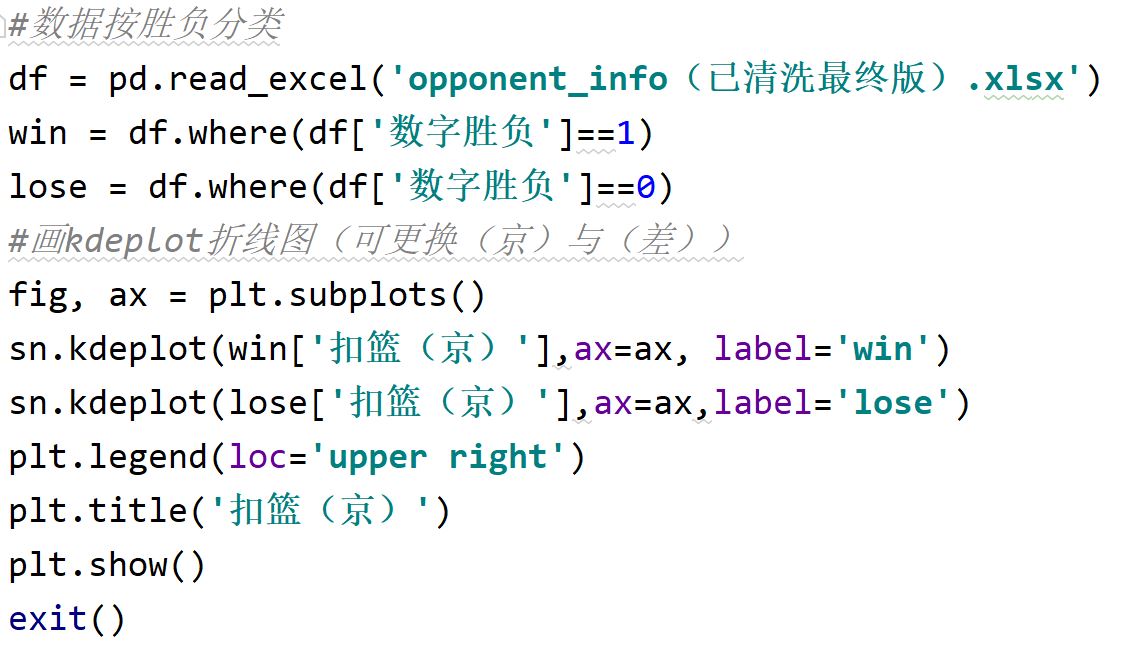 #数据按胜负分类
df = pd.read_excel('opponent_info（已清洗最终版）.xlsx')
win = df.where(df['数字胜负']==1)
lose = df.where(df['数字胜负']==0)
#画kdeplot折线图（可更换（京）与（差））
fig, ax = plt.subplots()
sn.kdeplot(win['扣篮（京）'],ax=ax, label='win')
sn.kdeplot(lose['扣篮（京）'],ax=ax,label='lose')
plt.legend(loc='upper right')
plt.title('扣篮（京）')
plt.show()
exit()